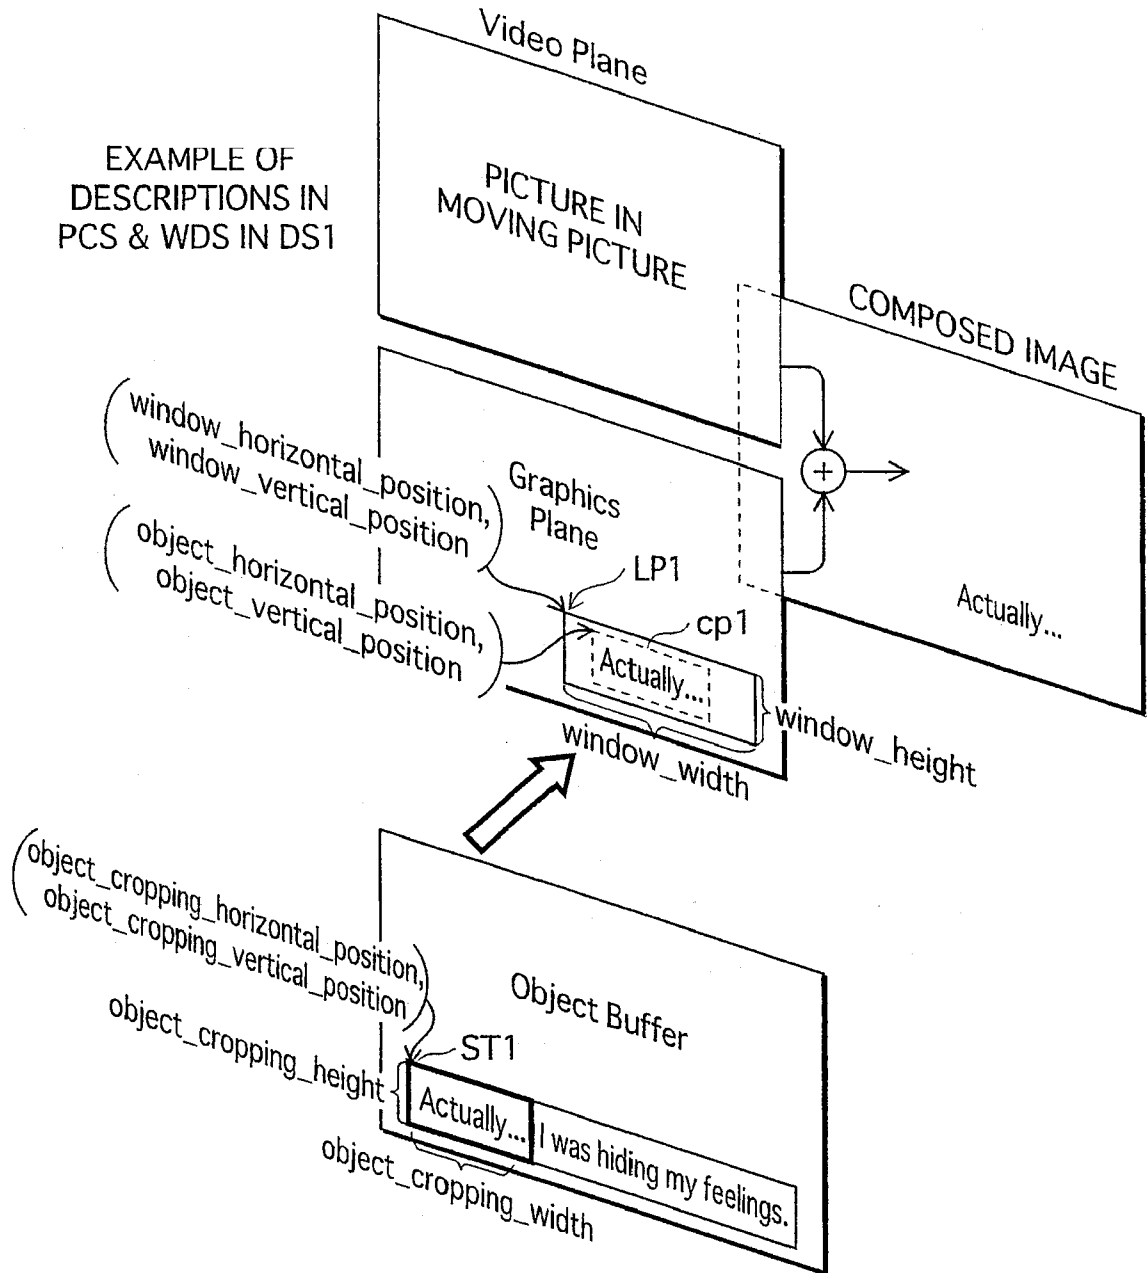 Video Plane
EXAMPLE OF
DESCRIPTIONS IN
PCS & WDS IN DS1
PICTURE IN
MOVING PICTURE
COMPOSED IMAGE
(window_horizontal_position,
window_vertical_position)
Graphics
Plane
(object_horizontal_position,
object_vertical_position)
LP1
cp1
Actually...
Actually...
+
window_height
window_width
(object_cropping_horizontal_position,
object_cropping_vertical_position)
Object Buffer
object_cropping_height
ST1
Actually...
I was hiding my feelings.
object_cropping_width